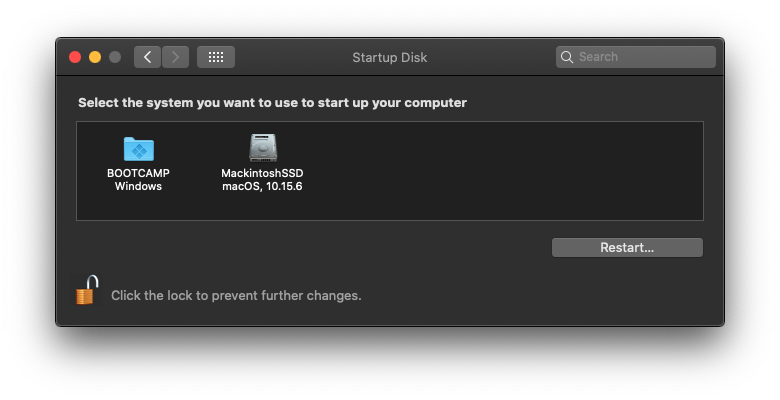 Startup Disk
Search
Select the system you want to use to start up your computer
BOOTCAMP
Windows
MackintoshSSD
macOS, 10.15.6
Restart...
Click the lock to prevent further changes.